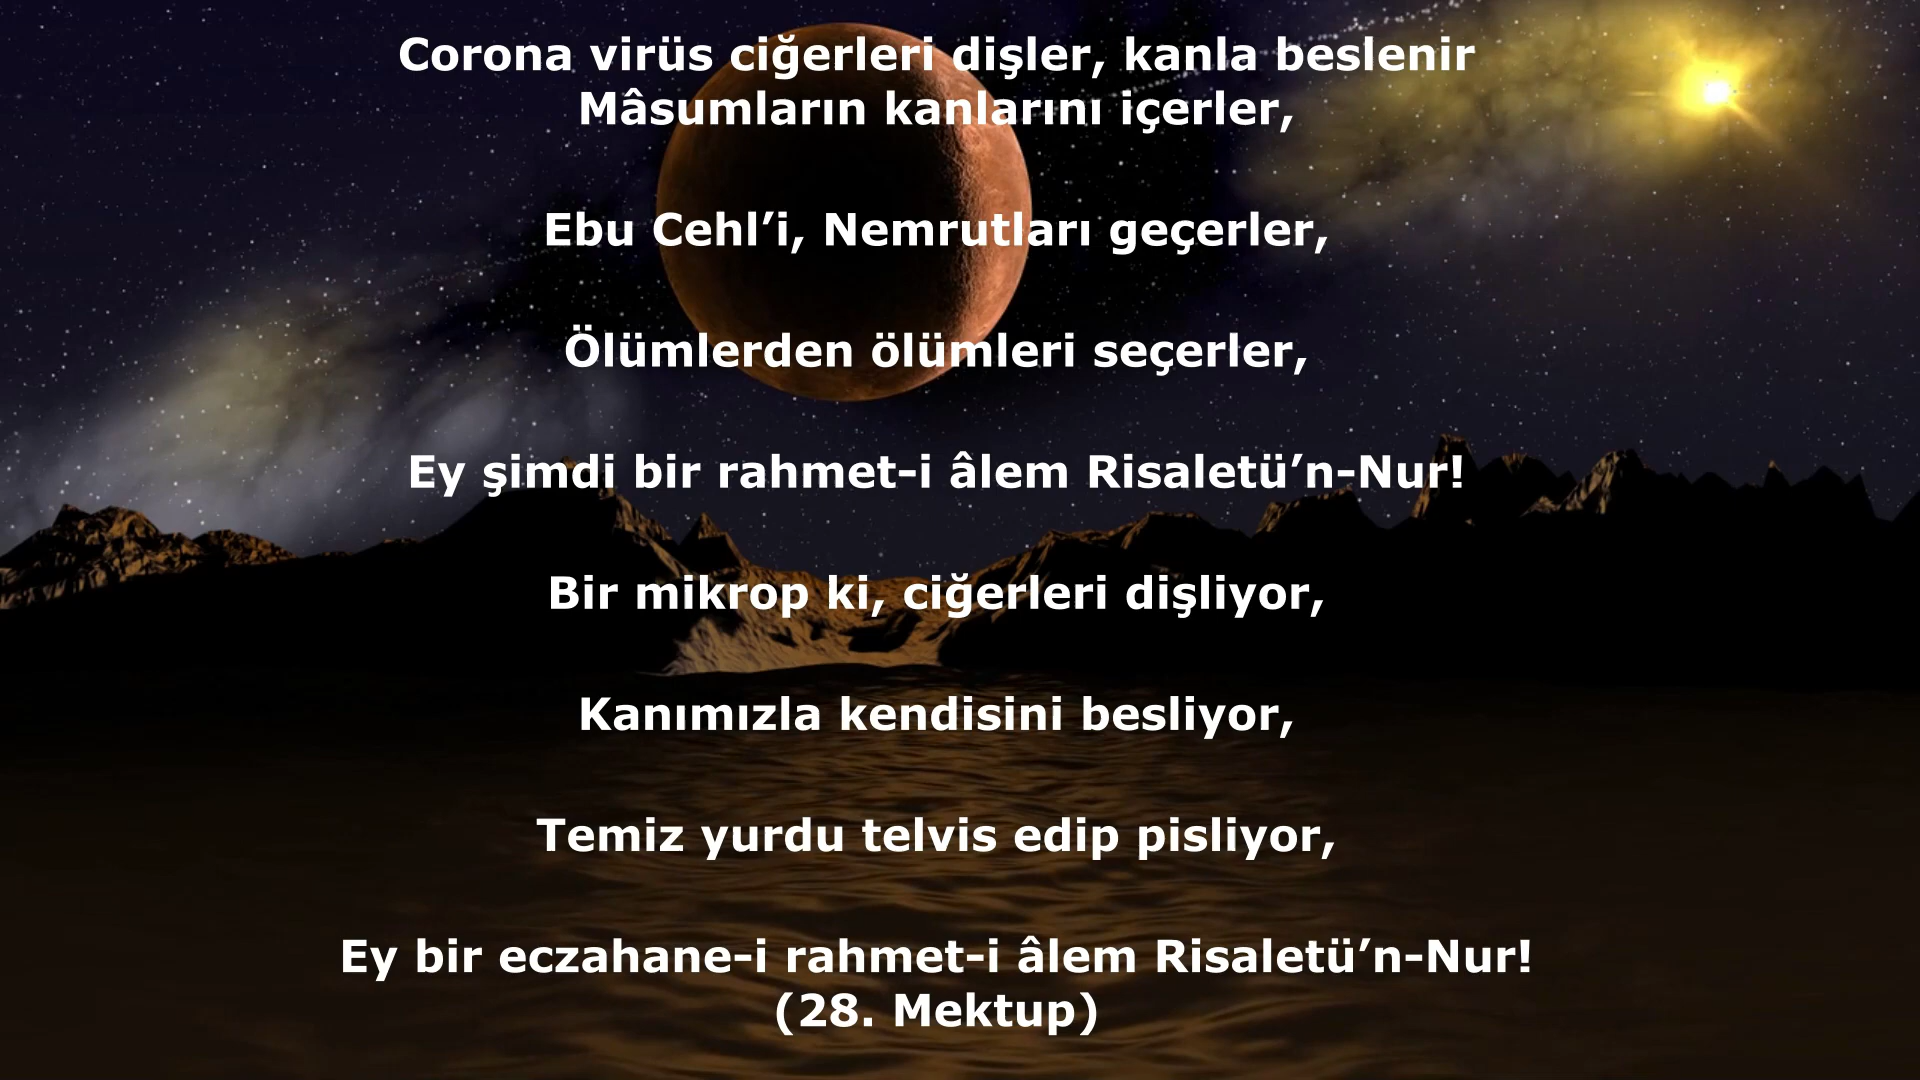 Corona virüs ciğerleri dişler, kanla beslenir
Mâsumların kanlarını içerler,
Ebu Cehl’i, Nemrutları geçerler,
Ölümlerden ölümleri seçerler,
Ey şimdi bir rahmet-i âlem Risaletü’n-Nur!
Bir mikrop ki, ciğerleri dişliyor,
Kanımızla kendisini besliyor,
Temiz yurdu telvis edip pisliyor,
Ey bir eczahane-i rahmet-i âlem Risaletü’n-Nur!
(28. Mektup)